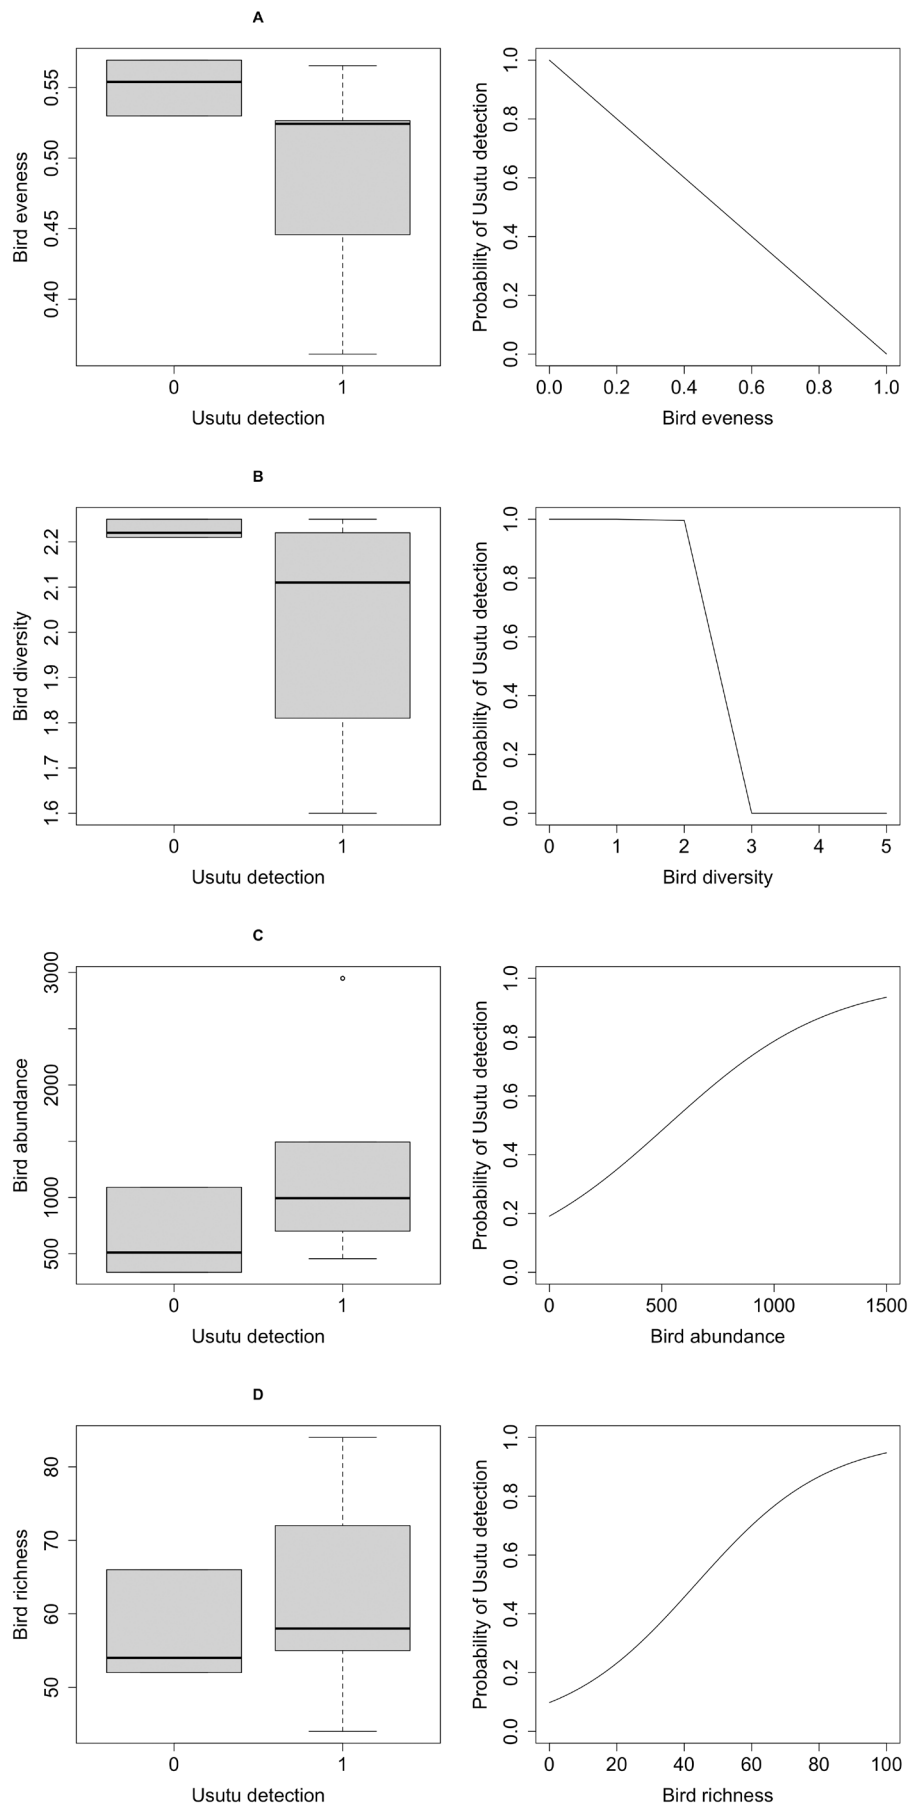 A
Bird eveness
0.55
0.50
0.45
0.40
0 1
Usutu detection
Probability of Usutu detection
1.0
0.8
0.6
0.4
0.2
0.0
0.0 0.2 0.4 0.6 0.8 1.0
Bird eveness
B
Bird diversity
2.2
2.1
2.0
1.9
1.8
1.7
1.6
0 1
Usutu detection
Probability of Usutu detection
1.0
0.8
0.6
0.4
0.2
0.0
0 1 2 3 4 5
Bird diversity
C
Bird abundance
3000
2000
1000
500
0 1
Usutu detection
Probability of Usutu detection
1.0
0.8
0.6
0.4
0.2
0.0
0 500 1000 1500
Bird abundance
D
Bird richness
80
70
60
50
0 1
Usutu detection
Probability of Usutu detection
1.0
0.8
0.6
0.4
0.2
0.0
0 20 40 60 80 100
Bird richness